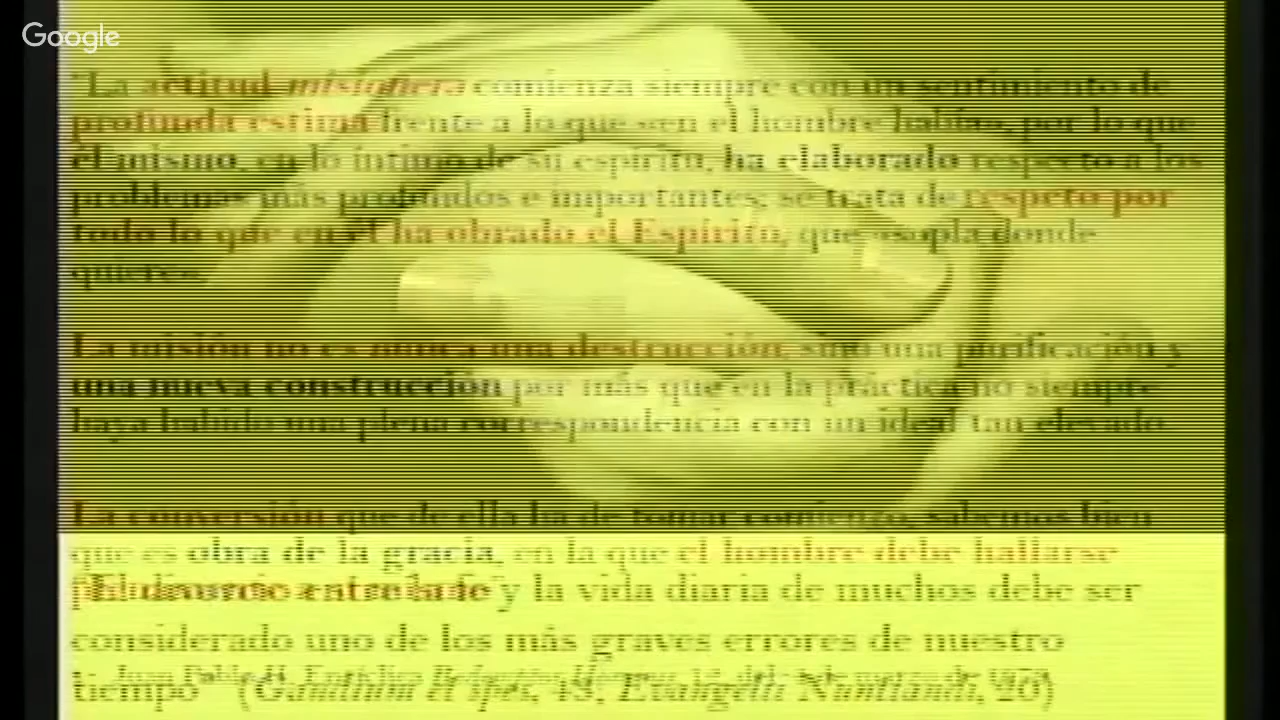 Google
"La actitud misionera comienza siempre con un sentimiento de
profunda estima frente a lo que «en el hombre había», por lo que
él mismo, en lo íntimo de su espíritu, ha elaborado respecto a los
problemas más profundos e importantes; se trata de respeto por
todo lo que en él ha obrado el Espíritu, que «sopla donde
quiere».
La misión no es nunca una destrucción, sino una purificación y
una nueva construcción por más que en la práctica no siempre
haya habido una plena correspondencia con un ideal tan elevado.
La conversión que de ella ha de tomar comienzo, sabemos bien
que es obra de la gracia, en la que el hombre debe hallarse
y la vida diaria de muchos debe ser
considerado uno de los más graves errores de nuestro
tiempo"